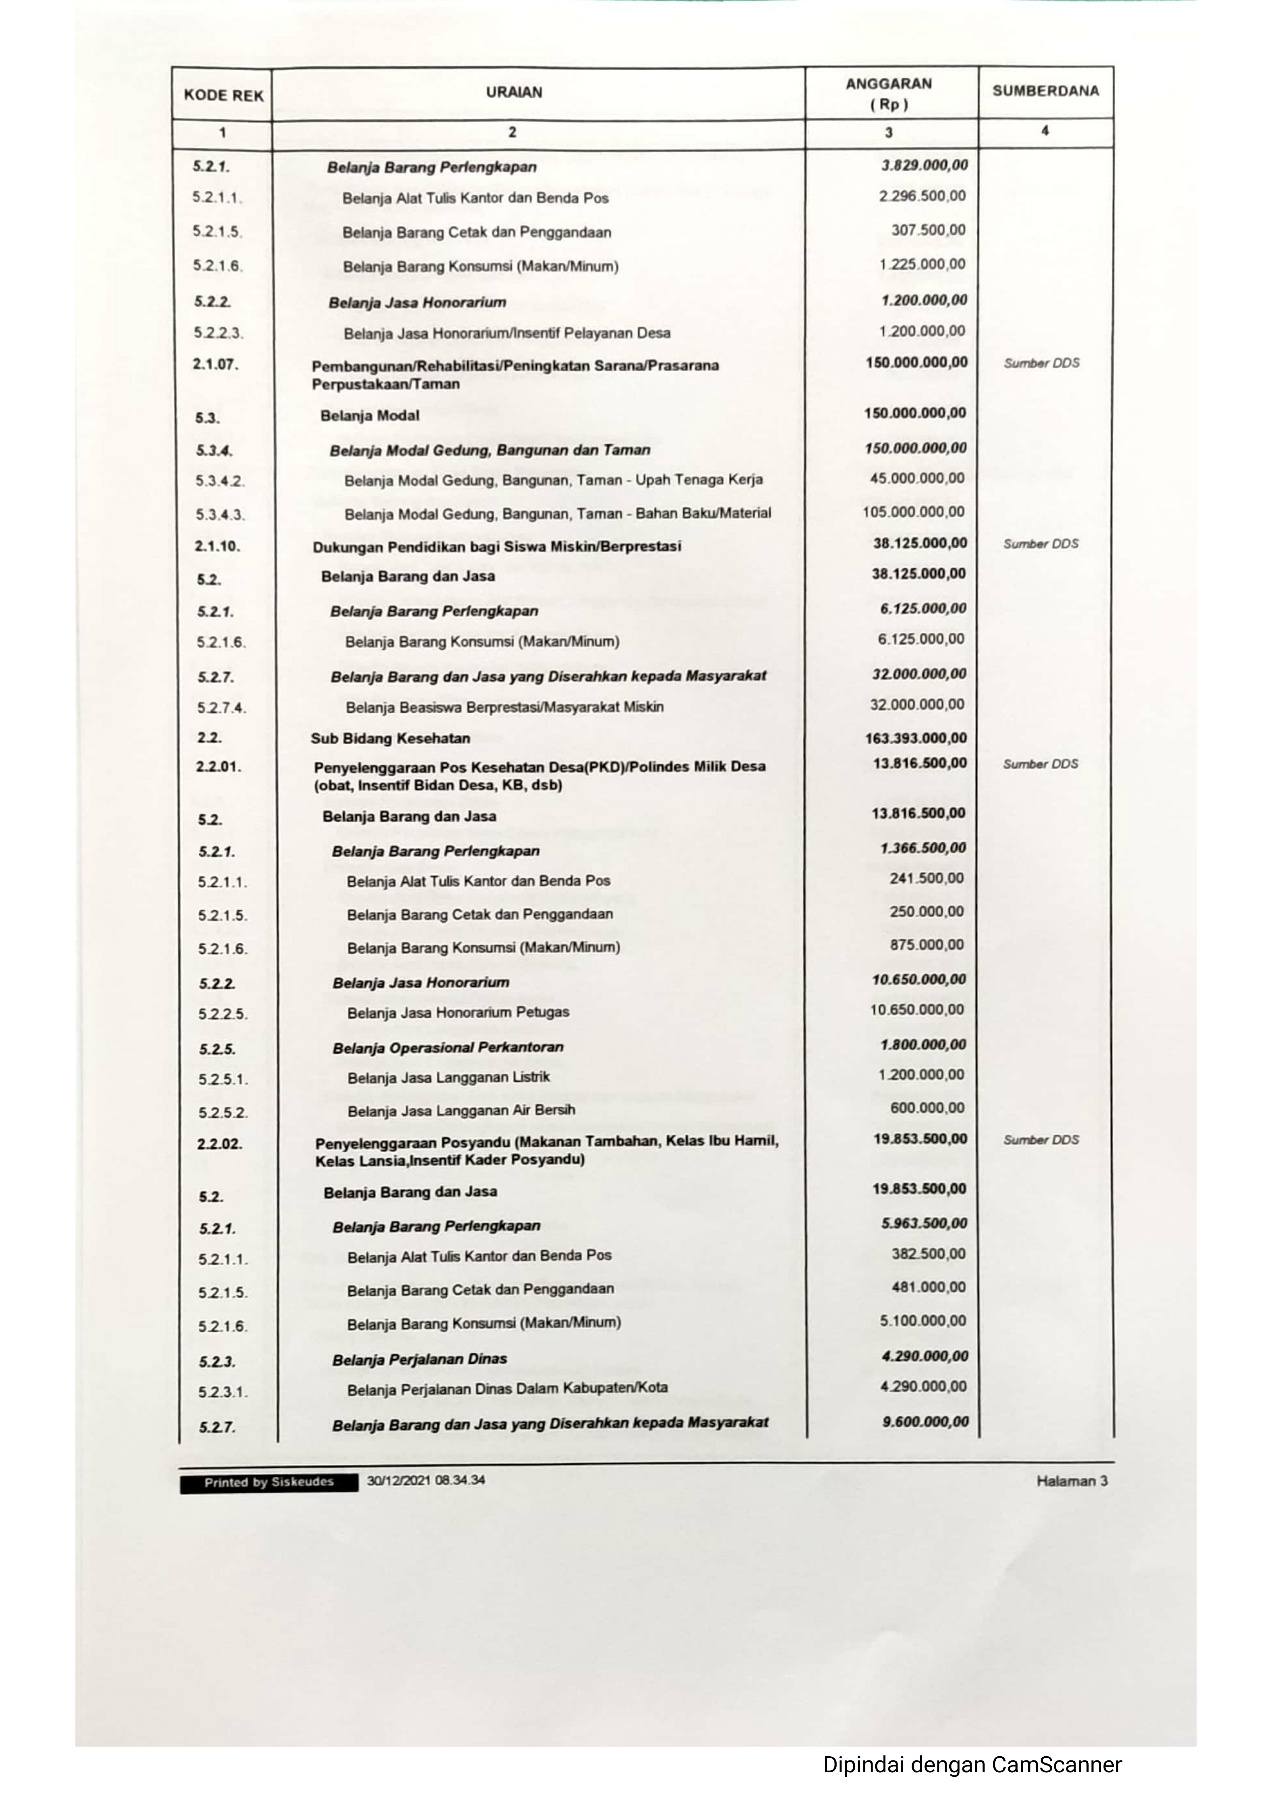 KODE REK URAIAN ANGGARAN ( Rp ) SUMBERDANA
1 2 3 4
5.2.1. Belanja Barang Perlengkapan 3.829.000,00
5.2.1.1. Belanja Alat Tulis Kantor dan Benda Pos 2.296.500,00
5.2.1.5. Belanja Barang Cetak dan Penggandaan 307.500,00
5.2.1.6. Belanja Barang Konsumsi (Makan/Minum) 1.225.000,00
5.2.2. Belanja Jasa Honorarium 1.200.000,00
5.2.2.3. Belanja Jasa Honorarium/Insentif Pelayanan Desa 1.200.000,00
2.1.07. Pembangunan/Rehabilitasi/Peningkatan Sarana/Prasarana 150.000.000,00 Sumber DDS
Perpustakaan/Taman
5.3. Belanja Modal 150.000.000,00
5.3.4. Belanja Modal Gedung, Bangunan dan Taman 150.000.000,00
5.3.4.2. Belanja Modal Gedung, Bangunan, Taman - Upah Tenaga Kerja 45.000.000,00
5.3.4.3. Belanja Modal Gedung, Bangunan, Taman - Bahan Baku/Material 105.000.000,00
2.1.10. Dukungan Pendidikan bagi Siswa Miskin/Berprestasi 38.125.000,00 Sumber DDS
5.2. Belanja Barang dan Jasa 38.125.000,00
5.2.1. Belanja Barang Perlengkapan 6.125.000,00
5.2.1.6. Belanja Barang Konsumsi (Makan/Minum) 6.125.000,00
5.2.7. Belanja Barang dan Jasa yang Diserahkan kepada Masyarakat 32.000.000,00
5.2.7.4. Belanja Beasiswa Berprestasi/Masyarakat Miskin 32.000.000,00
2.2. Sub Bidang Kesehatan 163.393.000,00
2.2.01. Penyelenggaraan Pos Kesehatan Desa(PKD)/Polindes Milik Desa 13.816.500,00 Sumber DDS
(obat, Insentif Bidan Desa, KB, dsb)
5.2. Belanja Barang dan Jasa 13.816.500,00
5.2.1. Belanja Barang Perlengkapan 1.366.500,00
5.2.1.1. Belanja Alat Tulis Kantor dan Benda Pos 241.500,00
5.2.1.5. Belanja Barang Cetak dan Penggandaan 250.000,00
5.2.1.6. Belanja Barang Konsumsi (Makan/Minum) 875.000,00
5.2.2. Belanja Jasa Honorarium 10.650.000,00
5.2.2.5. Belanja Jasa Honorarium Petugas 10.650.000,00
5.2.5. Belanja Operasional Perkantoran 1.800.000,00
5.2.5.1. Belanja Jasa Langganan Listrik 1.200.000,00
5.2.5.2. Belanja Jasa Langganan Air Bersih 600.000,00
2.2.02. Penyelenggaraan Posyandu (Makanan Tambahan, Kelas Ibu Hamil, 19.853.500,00 Sumber DDS
Kelas Lansia,Insentif Kader Posyandu)
5.2. Belanja Barang dan Jasa 19.853.500,00
5.2.1. Belanja Barang Perlengkapan 5.963.500,00
5.2.1.1. Belanja Alat Tulis Kantor dan Benda Pos 382.500,00
5.2.1.5. Belanja Barang Cetak dan Penggandaan 481.000,00
5.2.1.6. Belanja Barang Konsumsi (Makan/Minum) 5.100.000,00
5.2.3. Belanja Perjalanan Dinas 4.290.000,00
5.2.3.1. Belanja Perjalanan Dinas Dalam Kabupaten/Kota 4.290.000,00
5.2.7. Belanja Barang dan Jasa yang Diserahkan kepada Masyarakat 9.600.000,00
Printed by Siskeudes 30/12/2021 08.34.34 Halaman 3
Dipindai dengan CamScanner